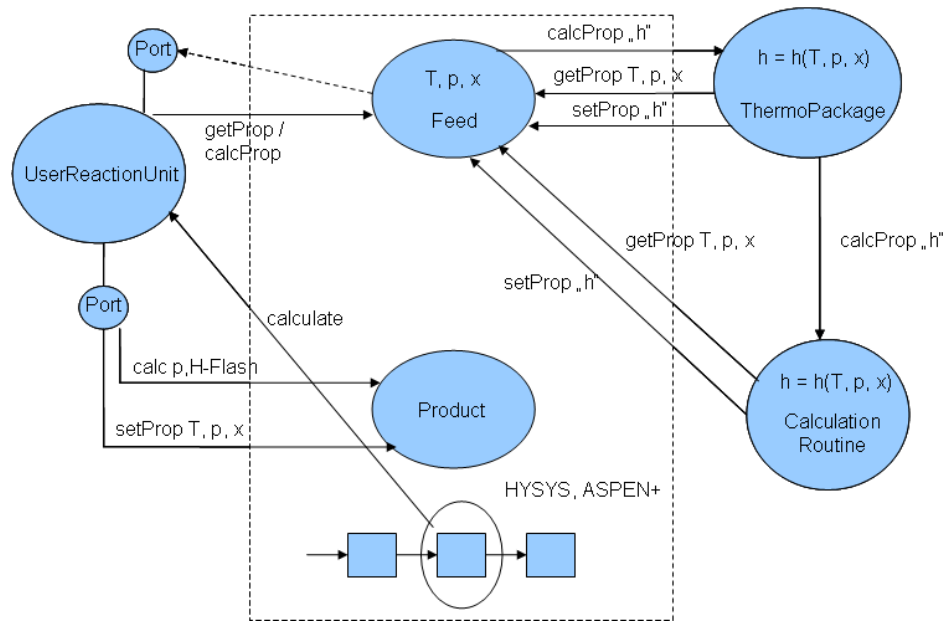 Port
calcProp „h"
T, p, x
Feed
getProp T, p, x
setProp „h"
h = h(T, p, x)
ThermoPackage
getProp /
calcProp
UserReactionUnit
getProp T, p, x
setProp „h"
calcProp „h"
Port
calculate
calc p,H-Flash
Product
setProp T, p, x
h = h(T, p, x)
Calculation
Routine
HYSYS, ASPEN+